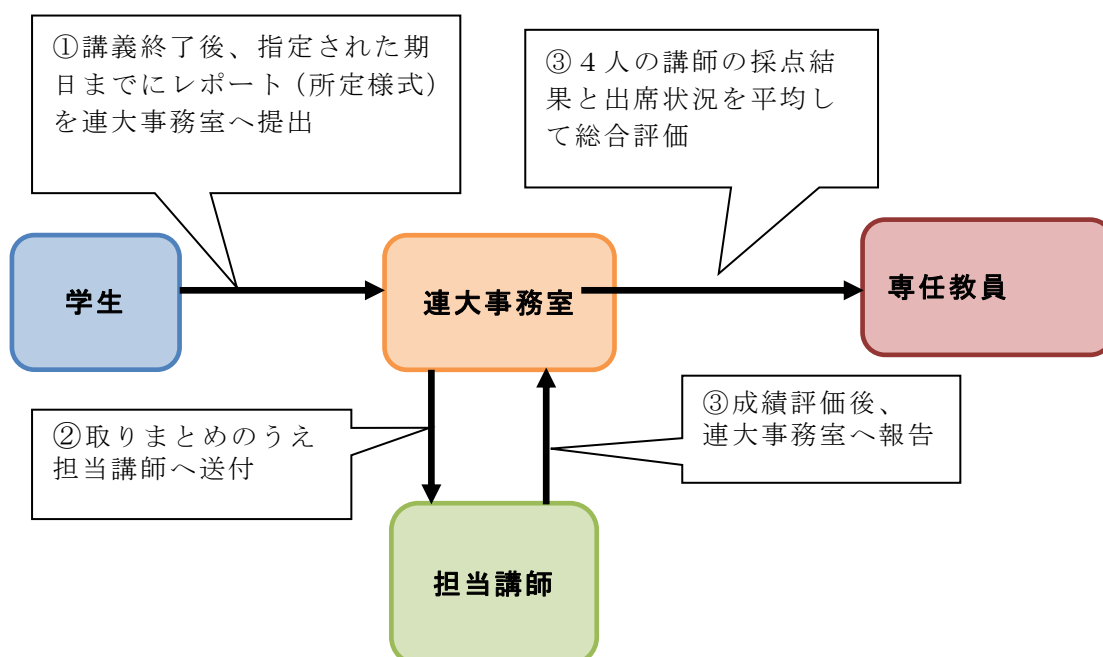 ①講義終了後、指定された期
日までにレポート（所定様式）
を連大事務室へ提出
③４人の講師の採点結
果と出席状況を平均し
て総合評価
学生
連大事務室
専任教員
②取りまとめのうえ
担当講師へ送付
③成績評価後、
連大事務室へ報告
担当講師